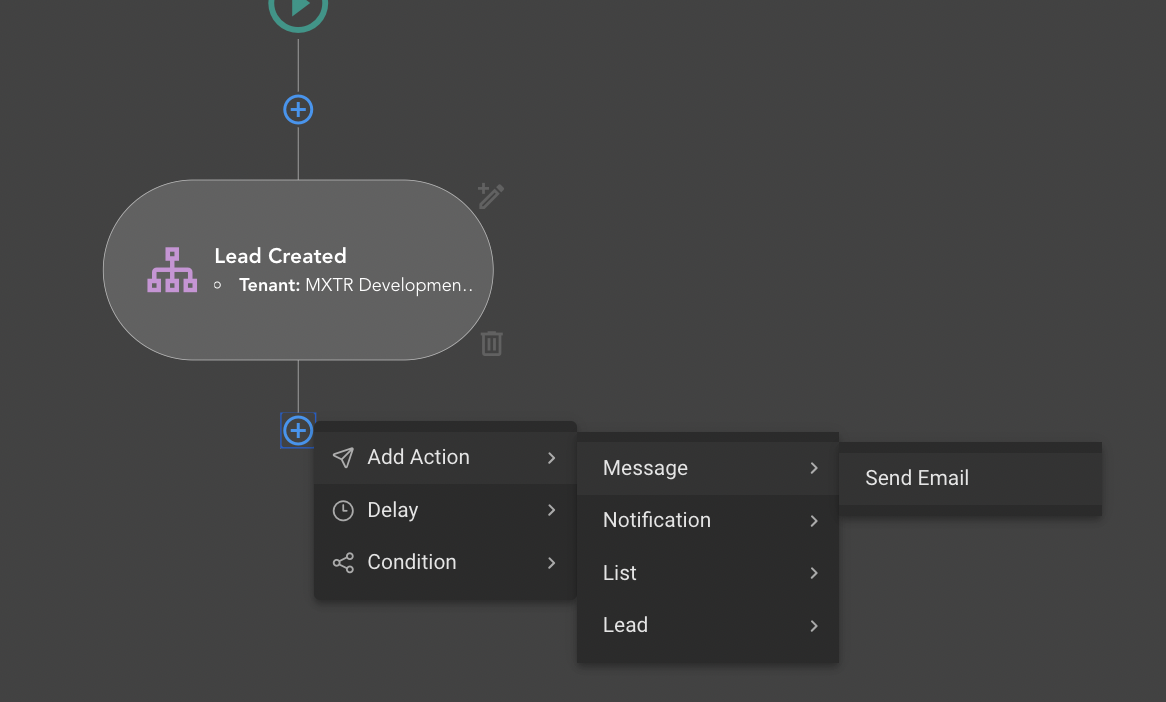 Lead Created
Tenant: MXTR Developmen..
Add Action
Delay
Condition
Message
Notification
List
Lead
Send Email